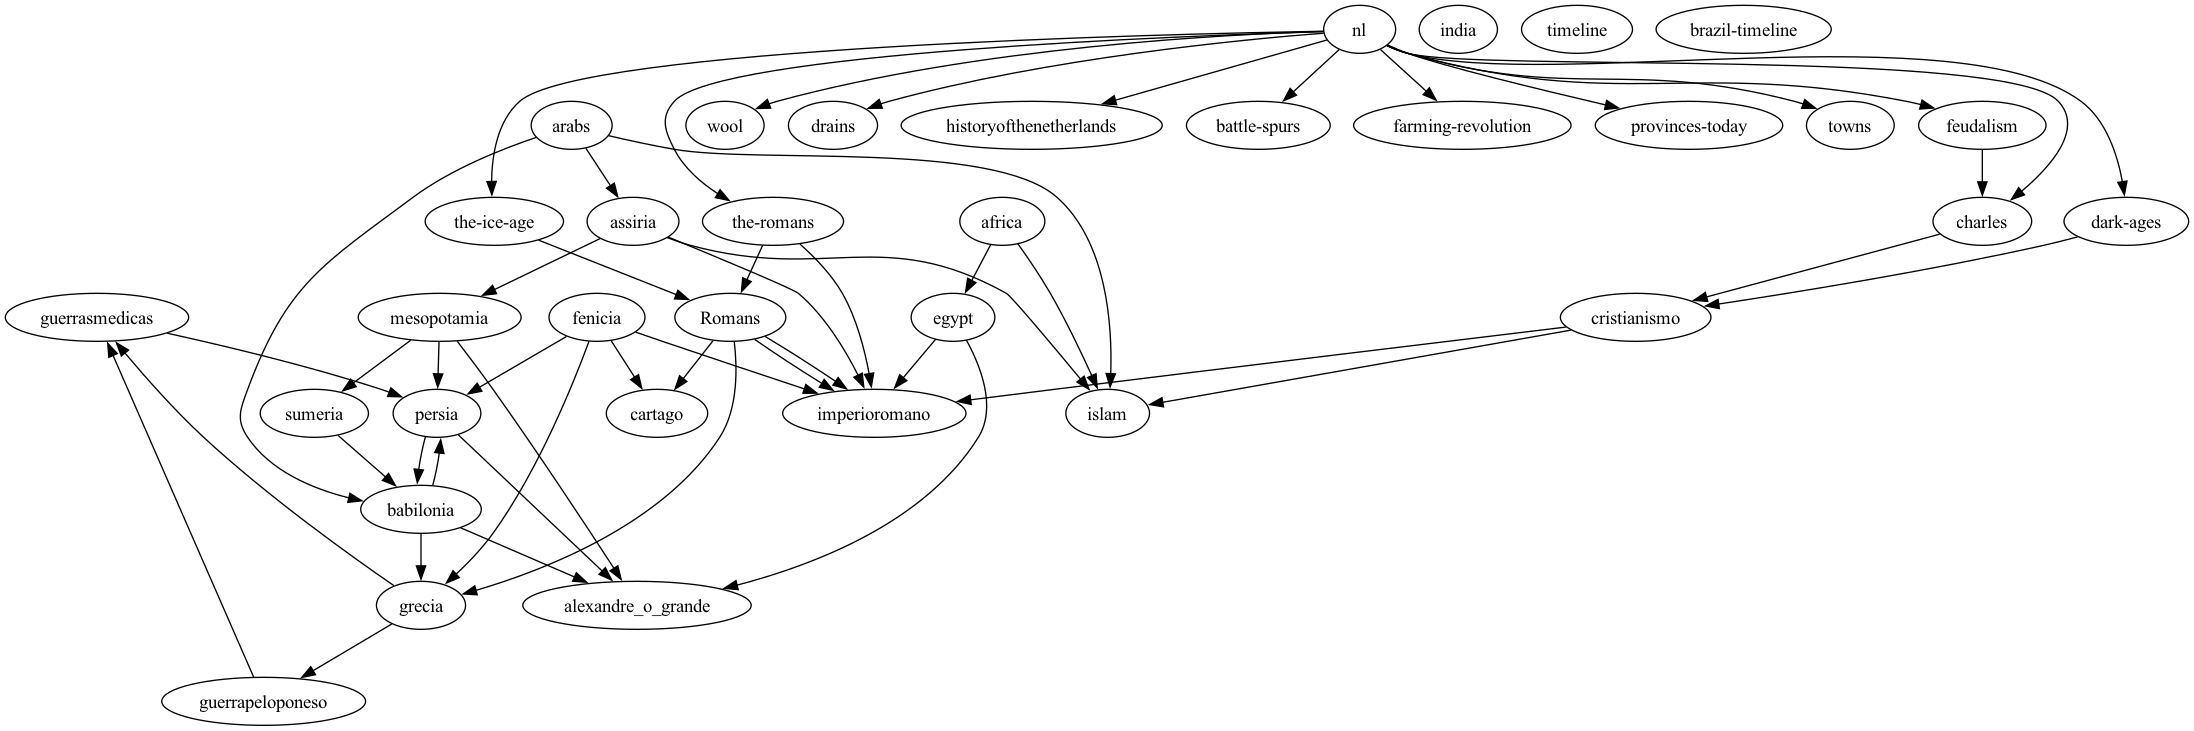 nl
india
timeline
brazil-timeline
arabs
wool
drains
historyofthenetherlands
battle-spurs
farming-revolution
provinces-today
towns
feudalism
the-ice-age
assiria
the-romans
africa
charles
dark-ages
guerrasmedicas
mesopotamia
fenicia
Romans
egypt
cristianismo
sumeria
persia
cartago
imperioromano
islam
babilonia
grecia
alexandre_o_grande
guerrapeloponeso